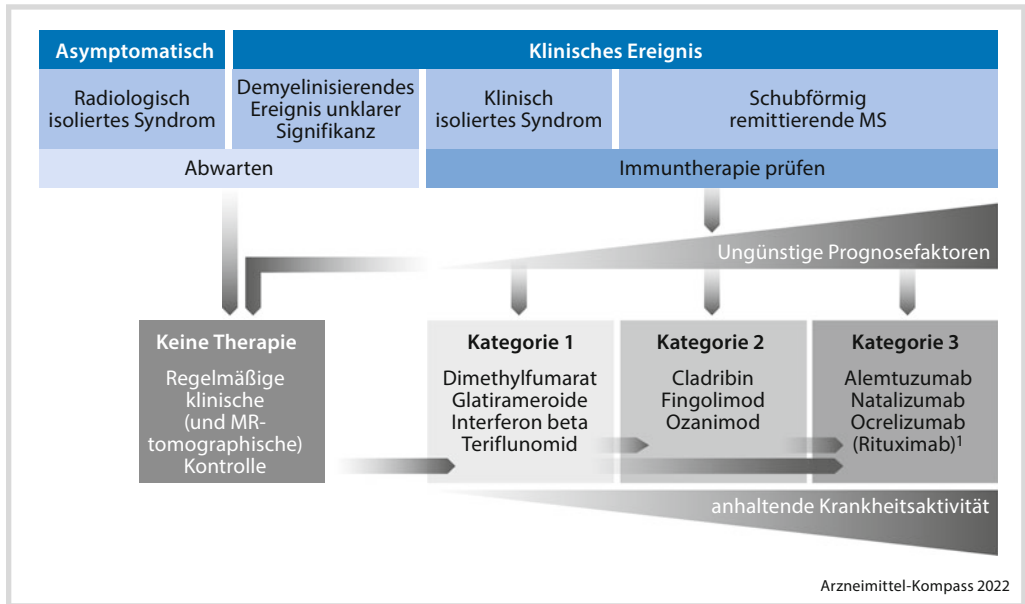 Asymptomatisch
Klinisches Ereignis
Radiologisch
isoliertes Syndrom
Demyelinisierendes
Ereignis unklarer
Signifikanz
Klinisch
isoliertes Syndrom
Schubförmig
remittierende MS
Abwarten
Immuntherapie prüfen
Ungünstige Prognosefaktoren
Keine Therapie
Regelmäßige
klinische
(und MR-
tomographische)
Kontrolle
Kategorie 1
Dimethylfumarat
Glatirameroide
Interferon beta
Teriflunomid
Kategorie 2
Cladribin
Fingolimod
Ozanimod
Kategorie 3
Alemtuzumab
Natalizumab
Ocrelizumab
(Rituximab)¹
anhaltende Krankheitsaktivität
Arzneimittel-Kompass 2022